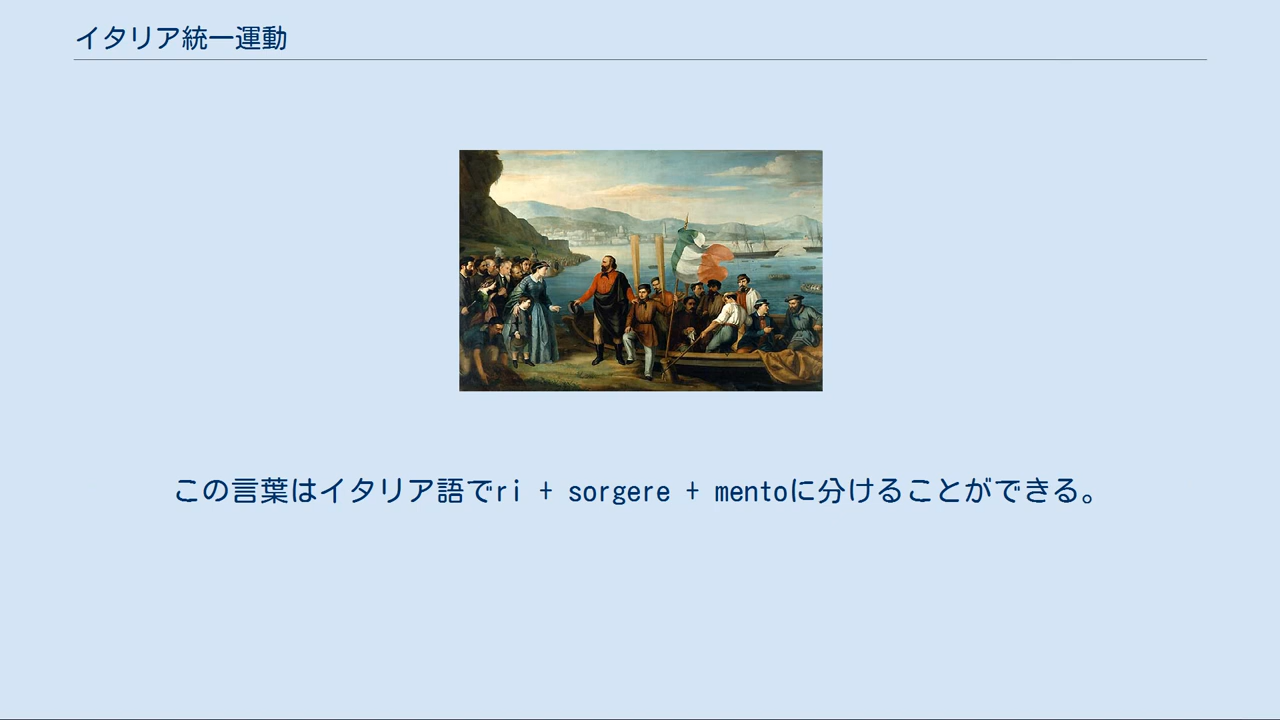 イタリア統一運動
この言葉はイタリア語でri + sorgere + mentoに分けることができる。